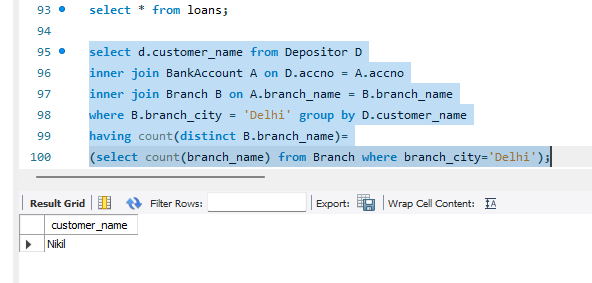 93 select * from loans;
94
95 select d.customer_name from Depositor D
96 inner join BankAccount A on D.accno = A.accno
97 inner join Branch B on A.branch_name = B.branch_name
98 where B.branch_city = 'Delhi' group by D.customer_name
99 having count(distinct B.branch_name)=
100 (select count(branch_name) from Branch where branch_city='Delhi');
Result Grid Filter Rows: Export: Wrap Cell Content: IA
customer_name
Nikil